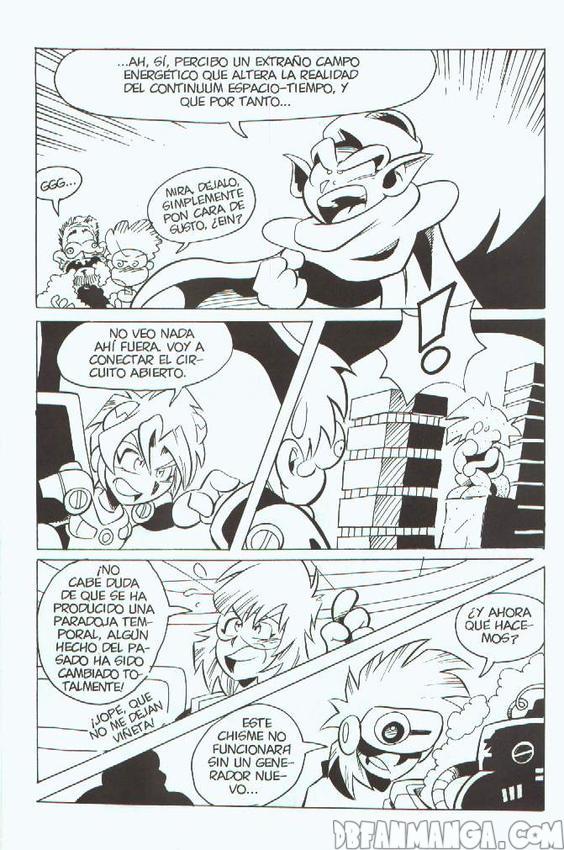 ...AH, SÍ, PERCIBO UN EXTRAÑO CAMPO
ENERGÉTICO QUE ALTERA LA REALIDAD
DEL CONTINUUM ESPACIO-TIEMPO, Y
QUE POR TANTO...
GGG...
MIRA, DÉJALO,
SIMPLEMENTE
PON CARA DE
GUSTO, ¿EIN?
NO VEO NADA
AHÍ FUERA. VOY A
CONECTAR EL CIR-
CUITO ABIERTO.
!
¡NO
CABE DUDA
DE QUE SE HA
PRODUCIDO UNA
PARADOJA TEM-
PORAL, ALGÚN
HECHO DEL PA-
SADO HA SIDO
CAMBIADO TO-
TALMENTE!
¡JOPE, QUE
NO ME DEJAN
VIÑETA!
¿Y AHORA
QUE HACE-
MOS?
ESTE
CHISME NO
FUNCIONARA
SIN UN GENE-
RADOR NUE-
VO...
DBFANMANGA.COM